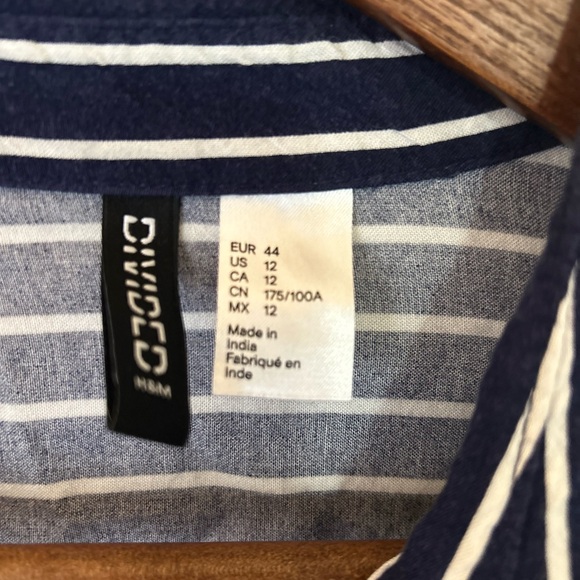 DIVIDED
H&M
EUR 44
US 12
CA 12
CN 175/100A
MX 12
Made in
India
Fabriqué en
Inde